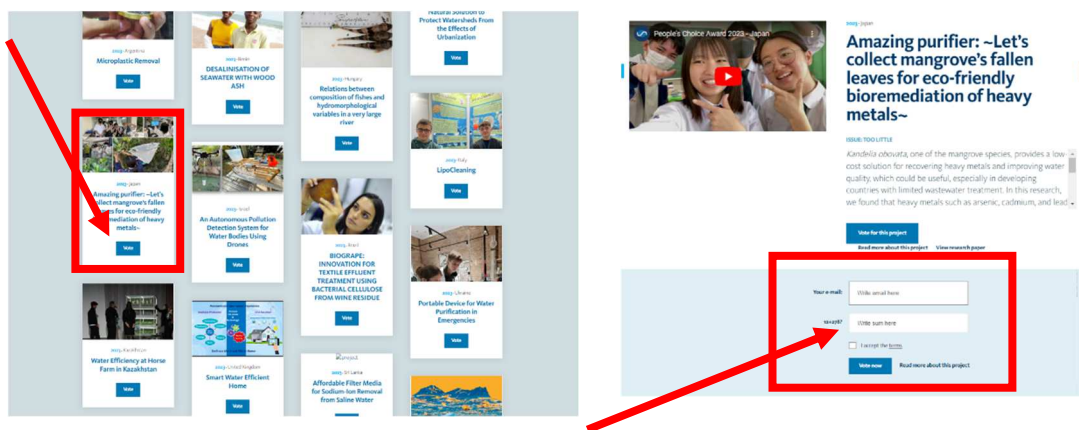 2023 · Argentina
Microplastic Removal
Vote
2023 · Japan
Amazing purifier: ~Let's
collect mangrove's fallen
leaves for eco-friendly
bioremediation of heavy
metals~
Vote
2023 · Kazakhstan
Water Efficiency at Horse
Farm in Kazakhstan
Vote
2023 · Benin
DESALINISATION OF
SEAWATER WITH WOOD
ASH
Vote
2023 · Israel
An Autonomous Pollution
Detection System for
Water Bodies Using
Drones
Vote
2023 · United Kingdom
Smart Water Efficient
Home
Vote
2023 · Hungary
Relations between
composition of fishes and
hydromorphological
variables in a very large
river
Vote
2023 · Brazil
BIOGRAPE:
INNOVATION FOR
TEXTILE EFFLUENT
TREATMENT USING
BACTERIAL CELLULOSE
FROM WINE RESIDUE
Vote
project
2023 · Sri Lanka
Affordable Filter Media
for Sodium-Ion Removal
from Saline Water
Natural Solution to
Protect Watersheds From
the Effects of
Urbanization
Vote
2023 · Italy
LipoCleaning
Vote
2023 · Ukraine
Portable Device for Water
Purification in
Emergencies
Vote
People's Choice Award 2023 - Japan
2023 · Japan
Amazing purifier: ~Let's
collect mangrove's fallen
leaves for eco-friendly
bioremediation of heavy
metals~
ISSUE: TOO LITTLE
Kandelia obovata, one of the mangrove species, provides a low-
cost solution for recovering heavy metals and improving water
quality, which could be useful, especially in developing
countries with limited wastewater treatment. In this research,
we found that heavy metals such as arsenic, cadmium, and lead
Vote for this project
Read more about this project View research paper
Your e-mail: Write email here
Write sum here
I accept the terms
Vote now Read more about this project